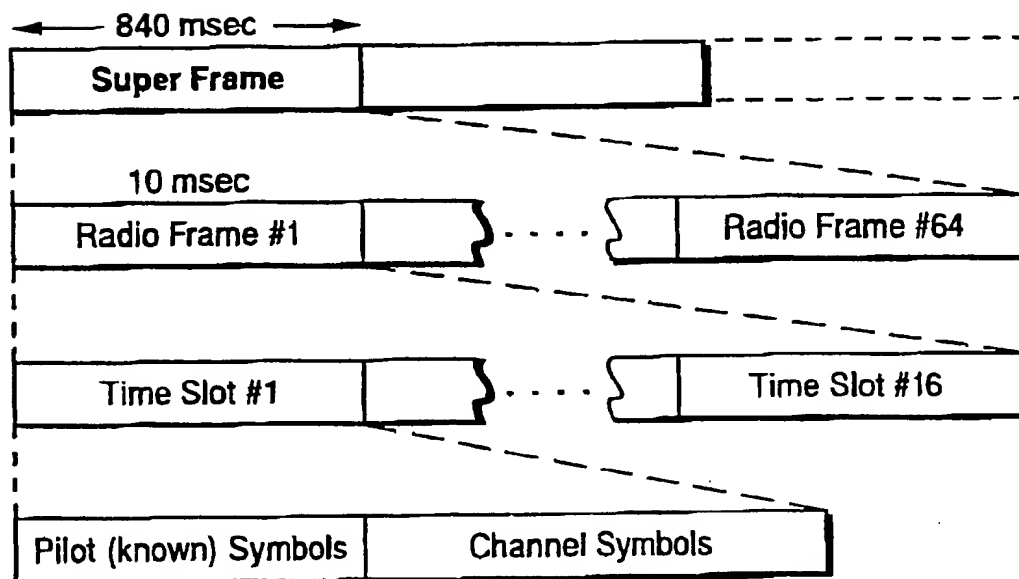 840 msec
Super Frame
10 msec
Radio Frame #1
Radio Frame #64
Time Slot #1
Time Slot #16
Pilot (known) Symbols
Channel Symbols